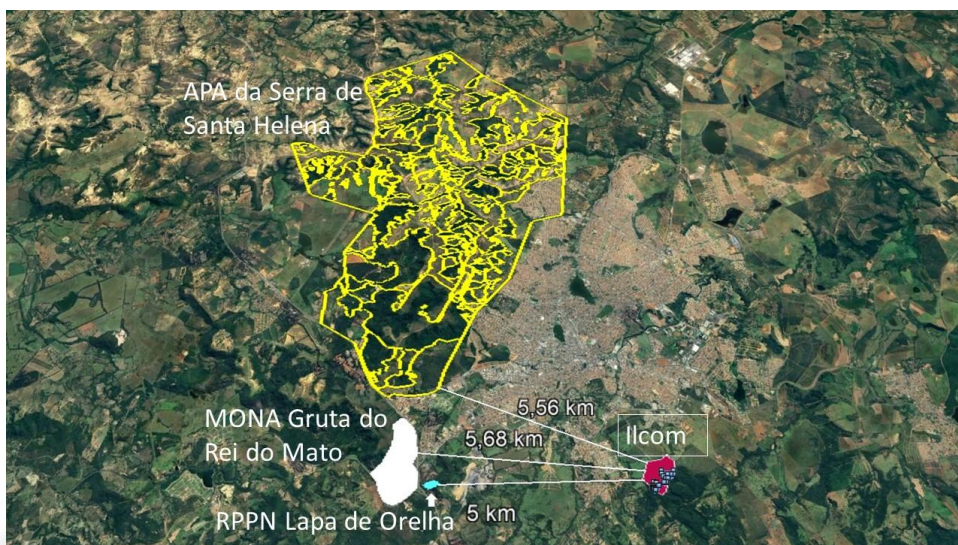 APA da Serra de
Santa Helena
MONA Gruta do
Rei do Mato
5,56 km
5,68 km
Ilcom
RPPN Lapa de Orelha
5 km